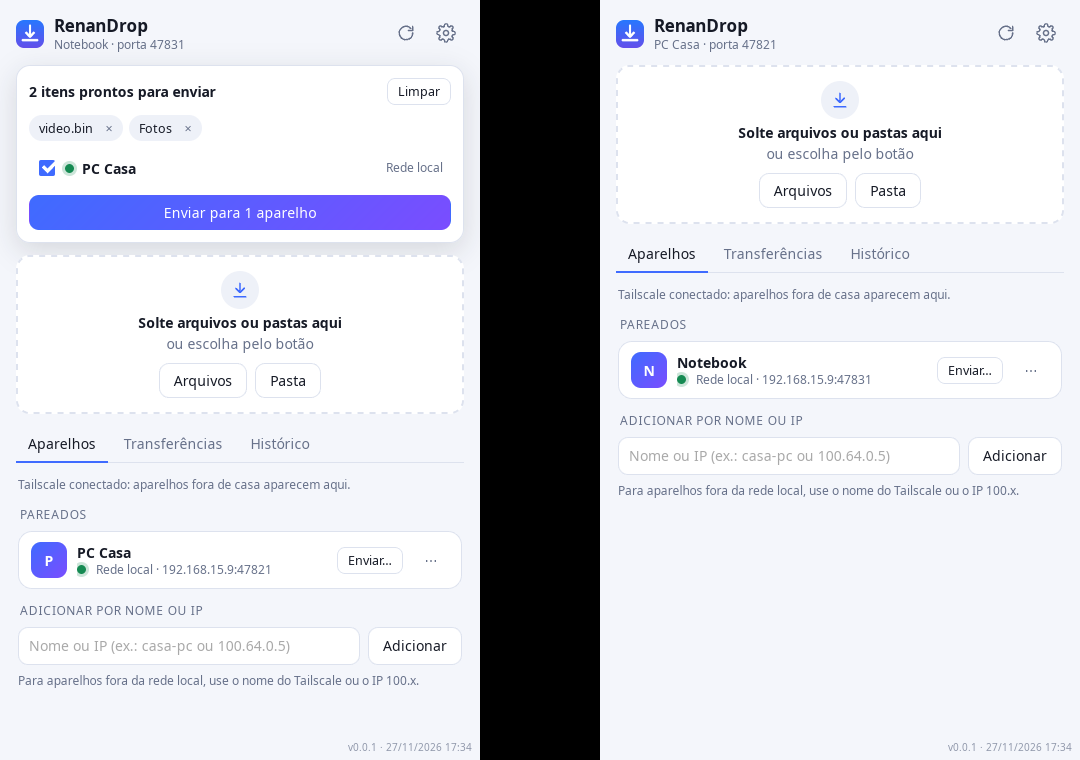 RenanDrop
Notebook · porta 47831
2 itens prontos para enviar
Limpar
video.bin ×
Fotos ×
PC Casa
Rede local
Enviar para 1 aparelho
Solte arquivos ou pastas aqui
ou escolha pelo botão
Arquivos
Pasta
Aparelhos
Transferências
Histórico
Tailscale conectado: aparelhos fora de casa aparecem aqui.
PAREADOS
P
PC Casa
Rede local · 192.168.15.9:47821
Enviar...
...
ADICIONAR POR NOME OU IP
Nome ou IP (ex.: casa-pc ou 100.64.0.5)
Adicionar
Para aparelhos fora da rede local, use o nome do Tailscale ou o IP 100.x.
v0.0.1 · 27/11/2026 17:34
RenanDrop
PC Casa · porta 47821
Solte arquivos ou pastas aqui
ou escolha pelo botão
Arquivos
Pasta
Aparelhos
Transferências
Histórico
Tailscale conectado: aparelhos fora de casa aparecem aqui.
PAREADOS
N
Notebook
Rede local · 192.168.15.9:47831
Enviar...
...
ADICIONAR POR NOME OU IP
Nome ou IP (ex.: casa-pc ou 100.64.0.5)
Adicionar
Para aparelhos fora da rede local, use o nome do Tailscale ou o IP 100.x.
v0.0.1 · 27/11/2026 17:34